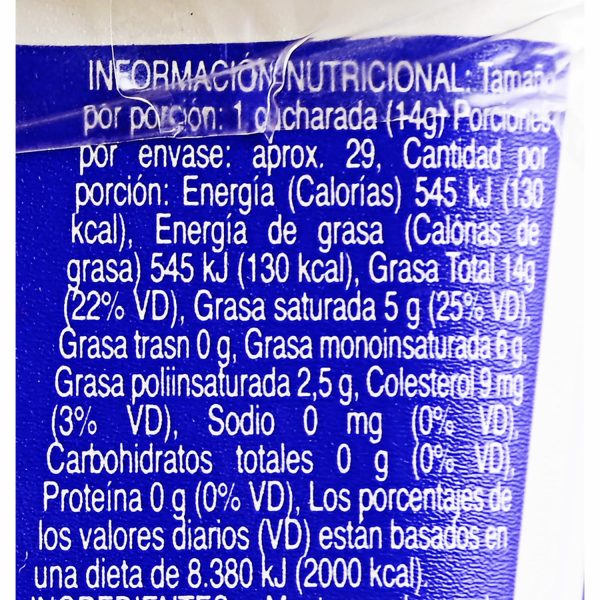 INFORMACIÓN NUTRICIONAL: Tamaño
por porción: 1 cucharada (14g) Porciones
por envase: aprox. 29, Cantidad por
porción: Energía (Calorías) 545 kJ (130
kcal), Energía de grasa (Calorías de
grasa) 545 kJ (130 kcal), Grasa Total 14g
(22% VD), Grasa saturada 5 g (25% VD),
Grasa trasn 0 g, Grasa monoinsaturada 6 g,
Grasa poliinsaturada 2,5 g, Colesterol 9 mg
(3% VD), Sodio 0 mg (0% VD),
Carbohidratos totales 0 g (0% VD),
Proteína 0 g (0% VD), Los porcentajes de
los valores diarios (VD) están basados en
una dieta de 8.380 kJ (2000 kcal).